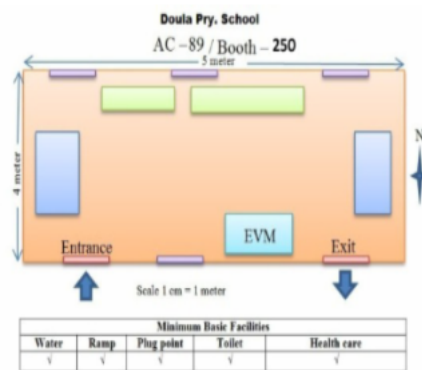 Doula Pry. School
AC -89 / Booth - 250
5 meter
4 meter
N
EVM
Entrance
Exit
Scale 1 cm = 1 meter
Minimum Basic Facilities
Water Ramp Plug point Toilet Health care
√ √ √ √ √